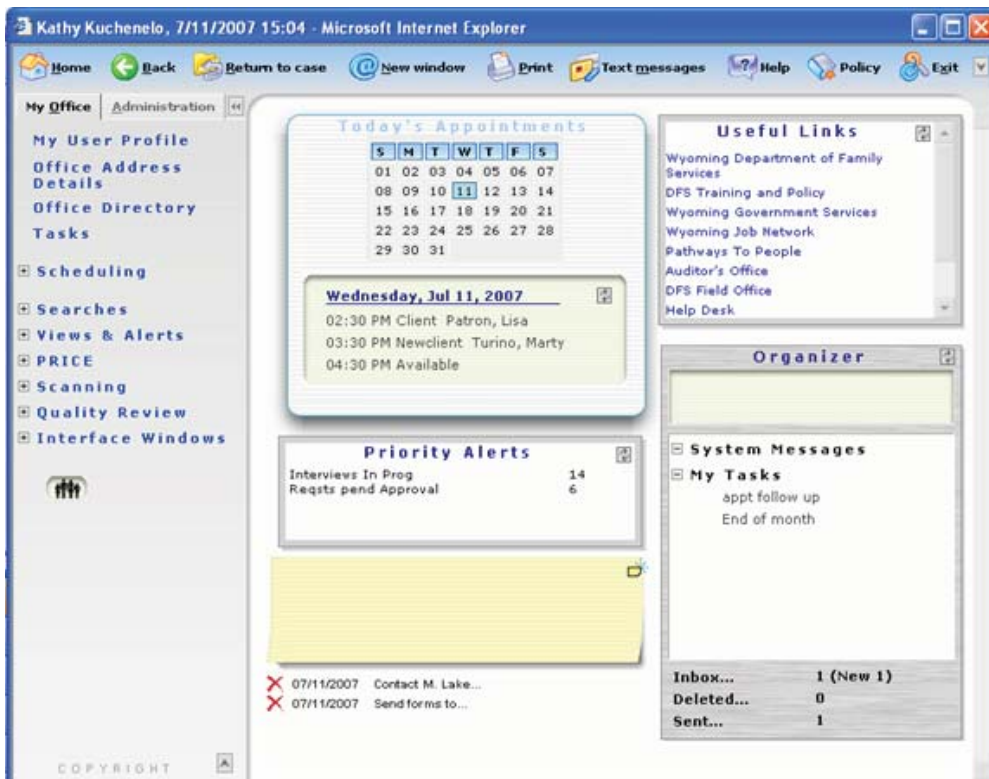 Kathy Kuchenelo, 7/11/2007 15:04 - Microsoft Internet Explorer
Home Back Return to case New window Print Text messages Help Policy Exit
My Office Administration
My User Profile
Office Address
Details
Office Directory
Tasks
Scheduling
Searches
Views & Alerts
PRICE
Scanning
Quality Review
Interface Windows
COPYRIGHT
Today's Appointments
S M T W T F S
01 02 03 04 05 06 07
08 09 10 11 12 13 14
15 16 17 18 19 20 21
22 23 24 25 26 27 28
29 30 31
Wednesday, Jul 11, 2007
02:30 PM Client Patron, Lisa
03:30 PM Newclient Turino, Marty
04:30 PM Available
Priority Alerts
Interviews In Prog 14
Reqsts pend Approval 6
07/11/2007 Contact M. Lake...
07/11/2007 Send forms to...
Useful Links
Wyoming Department of Family
Services
DFS Training and Policy
Wyoming Government Services
Wyoming Job Network
Pathways To People
Auditor's Office
DFS Field Office
Help Desk
Organizer
System Messages
My Tasks
appt follow up
End of month
Inbox... 1 (New 1)
Deleted... 0
Sent... 1